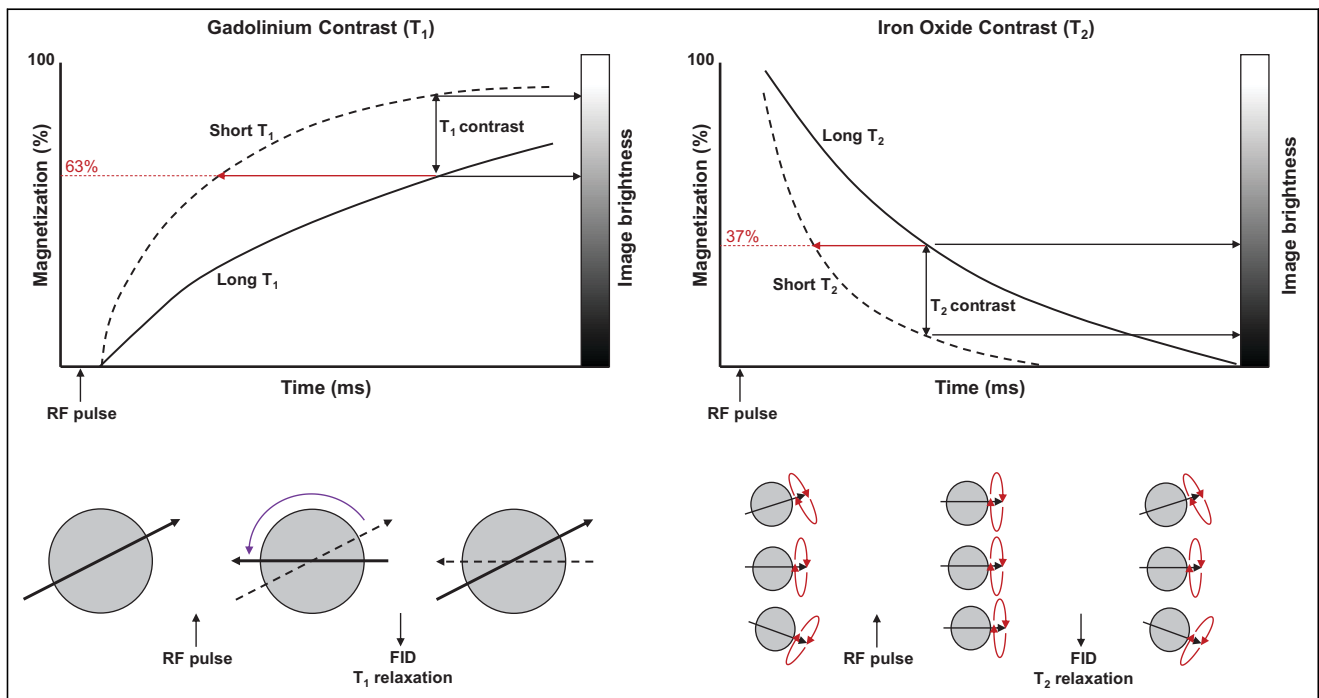 Gadolinium Contrast (T₁)
100
Magnetization (%)
63%
Short T₁
T₁ contrast
Long T₁
Image brightness
Time (ms)
RF pulse
RF pulse
FID
T₁ relaxation
Iron Oxide Contrast (T₂)
100
Magnetization (%)
37%
Long T₂
Short T₂
T₂ contrast
Image brightness
Time (ms)
RF pulse
RF pulse
FID
T₂ relaxation